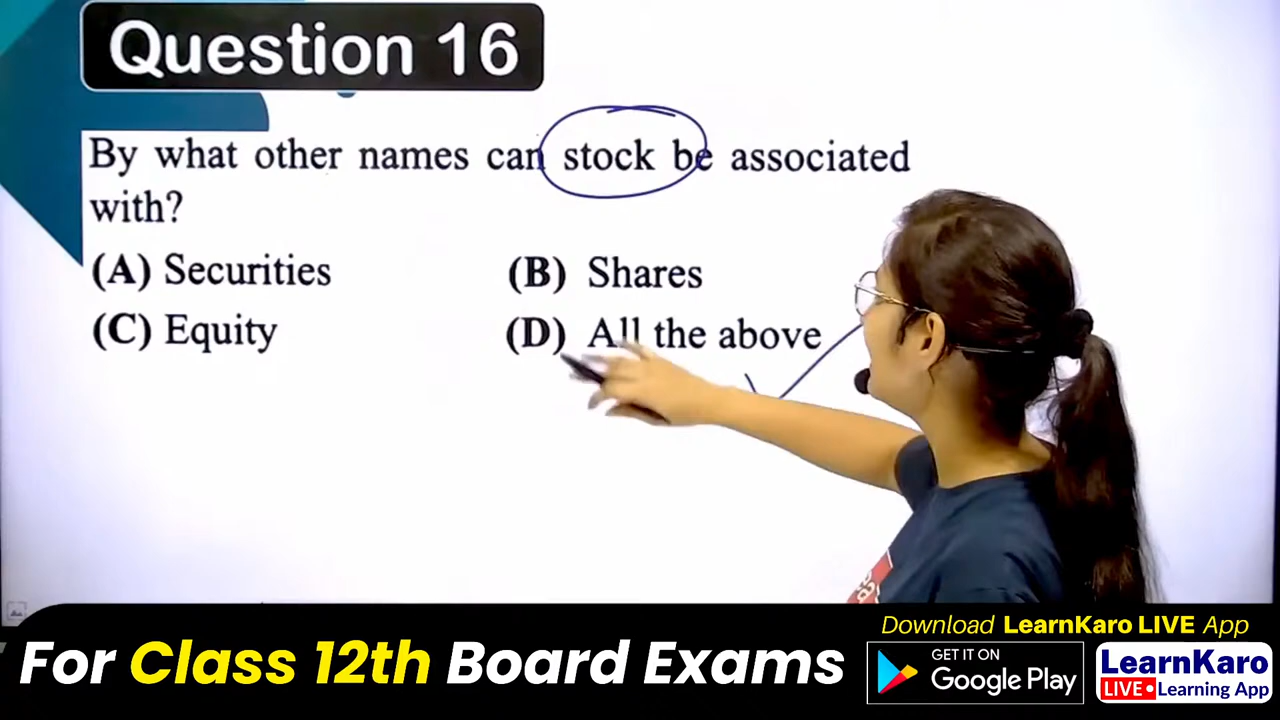 Question 16
By what other names can stock be associated
with?
(A) Securities (B) Shares
(C) Equity (D) All the above
Download LearnKaro LIVE App
For Class 12th Board Exams
GET IT ON
Google Play
LearnKaro
LIVE Learning App